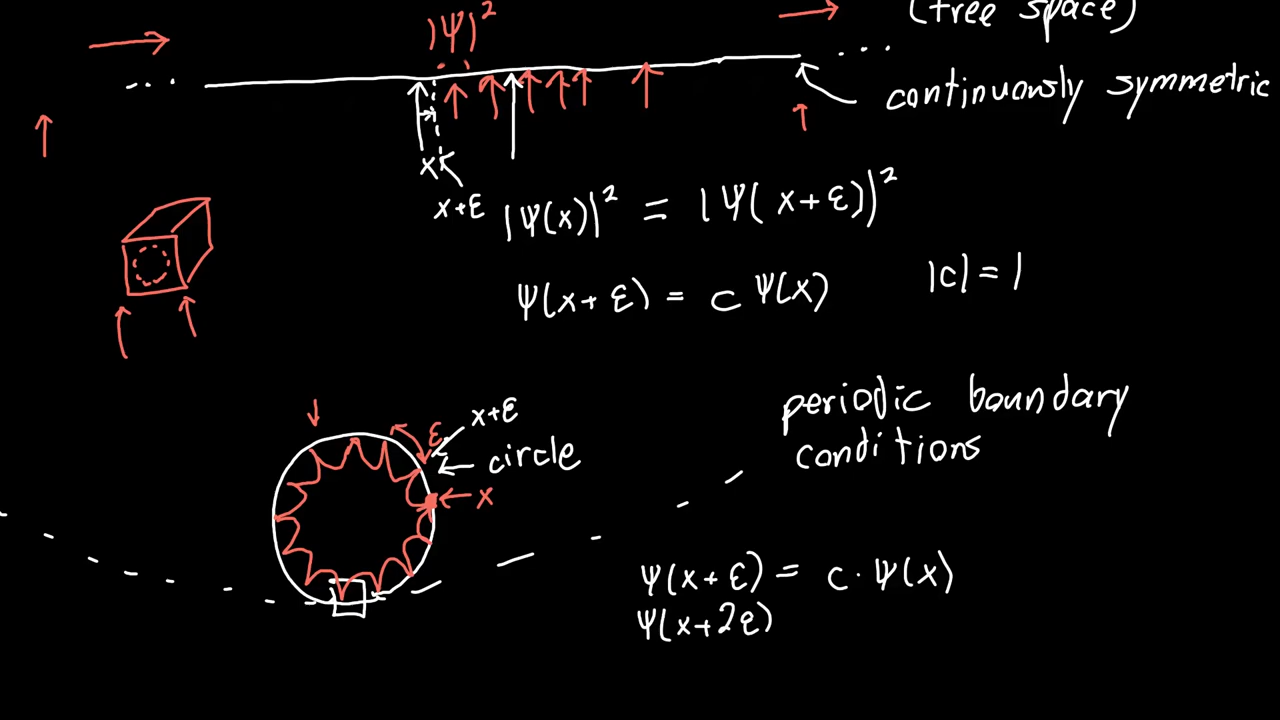 (free space)
|Ψ|²
... ...
continuously symmetric
x
x+ε
|Ψ(x)|² = |Ψ(x+ε)|²
Ψ(x+ε) = c Ψ(x) |c| = 1
periodic boundary
conditions
x+ε
ε
circle
x
Ψ(x+ε) = c · Ψ(x)
Ψ(x+2ε)